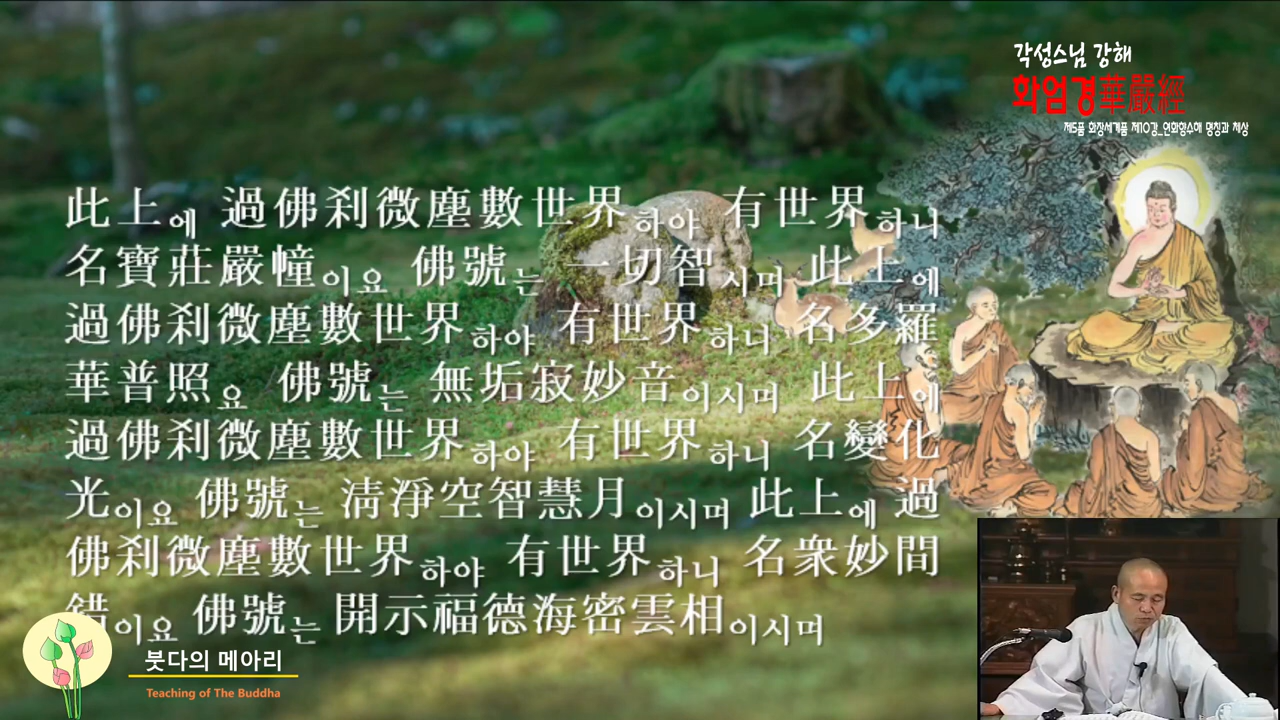 각성스님 강해
화엄경華嚴經
제5품 화장세계품 제10강_연화향수해 명칭과 체상
此上에 過佛刹微塵數世界하야 有世界하니
名寶莊嚴幢이요 佛號는 一切智시며 此上에
過佛刹微塵數世界하야 有世界하니 名多羅
華普照요 佛號는 無垢寂妙音이시며 此上에
過佛刹微塵數世界하야 有世界하니 名變化
光이요 佛號는 淸淨空智慧月이시며 此上에 過
佛刹微塵數世界하야 有世界하니 名衆妙間
錯이요 佛號는 開示福德海密雲相이시며
붓다의 메아리
Teaching of The Buddha